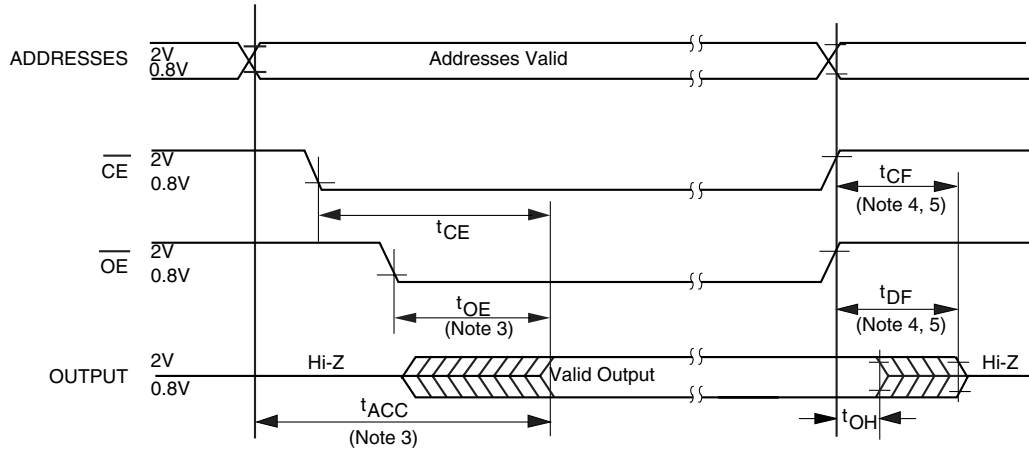 ADDRESSES
2V
0.8V
Addresses Valid
CE
2V
0.8V
tCF
(Note 4, 5)
tCE
OE
2V
0.8V
tOE
(Note 3)
tDF
(Note 4, 5)
OUTPUT
2V
0.8V
Hi-Z
Valid Output
Hi-Z
tACC
(Note 3)
tOH